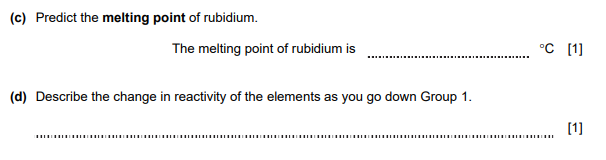 (c) Predict the melting point of rubidium.
The melting point of rubidium is ........................................ °C [1]
(d) Describe the change in reactivity of the elements as you go down Group 1.
........................................ [1]